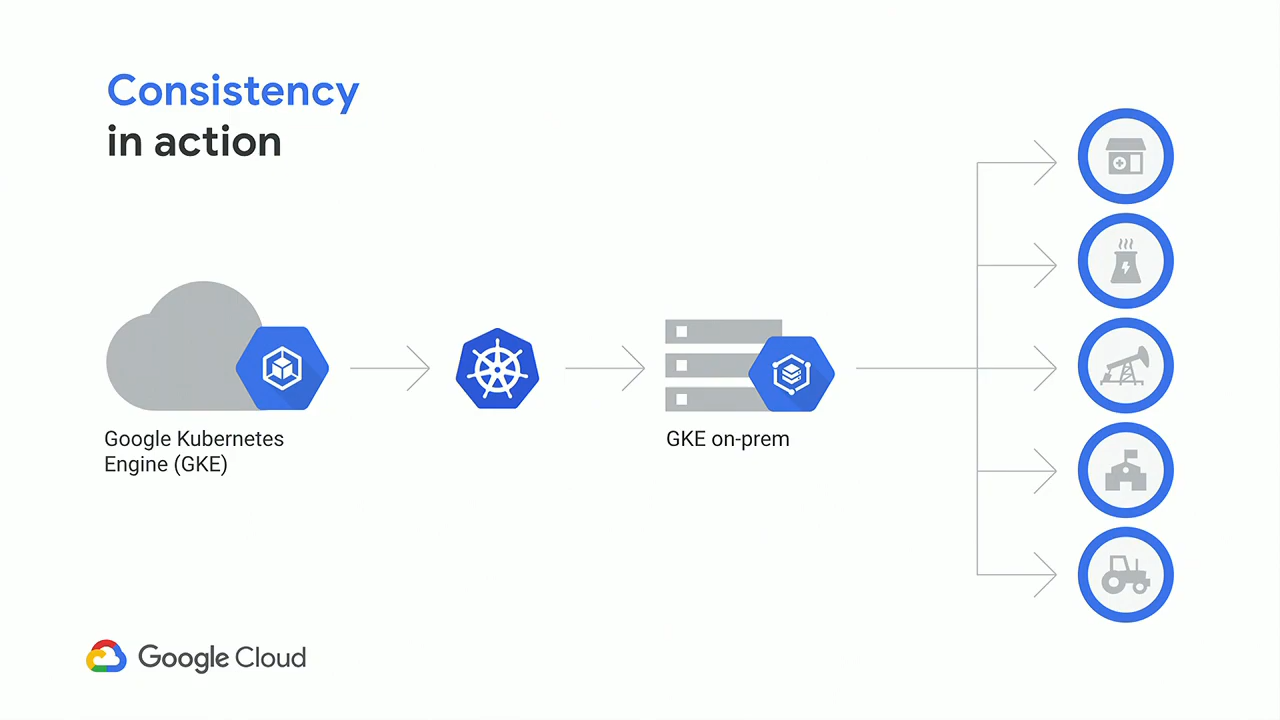 Consistency
in action
Google Kubernetes
Engine (GKE)
GKE on-prem
Google Cloud